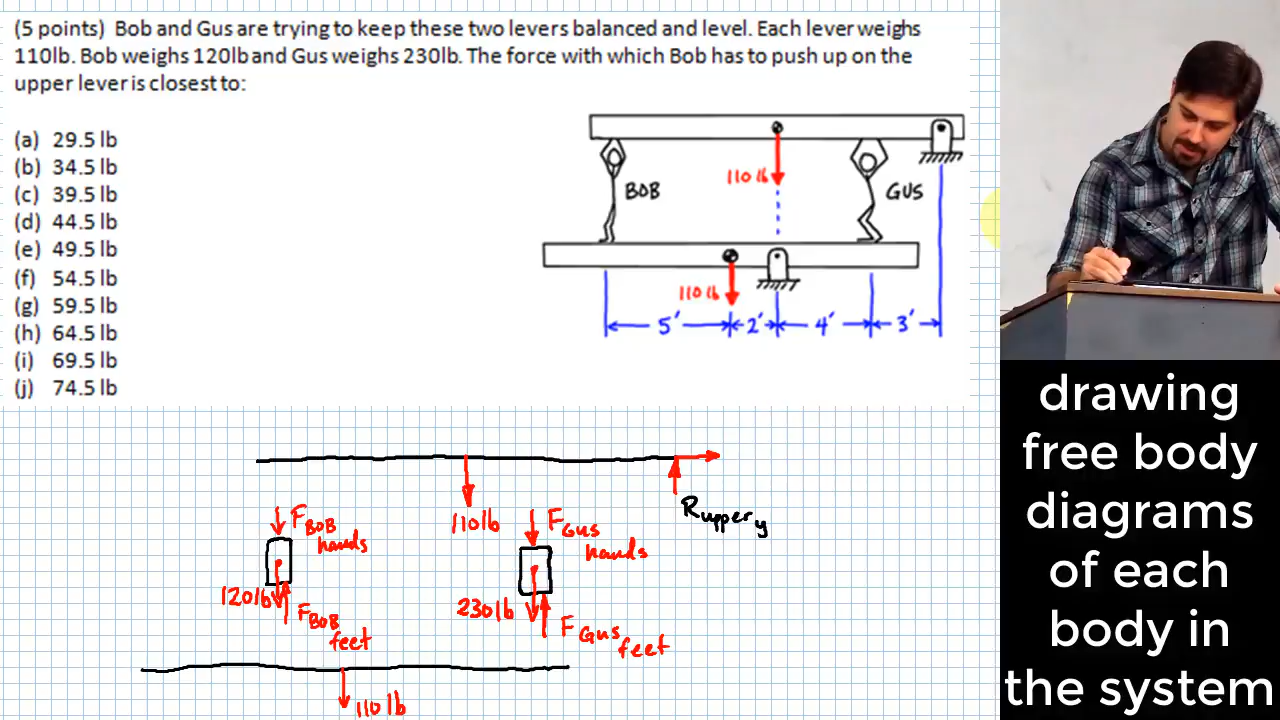 (5 points) Bob and Gus are trying to keep these two levers balanced and level. Each lever weighs
110lb. Bob weighs 120lb and Gus weighs 230lb. The force with which Bob has to push up on the
upper lever is closest to:
(a) 29.5 lb
(b) 34.5 lb
(c) 39.5 lb
(d) 44.5 lb
(e) 49.5 lb
(f) 54.5 lb
(g) 59.5 lb
(h) 64.5 lb
(i) 69.5 lb
(j) 74.5 lb
110 lb
BOB
GUS
110 lb
5' 2' 4' 3'
110lb
R upper y
F BOB hands
F Gus hands
120lb
F BOB feet
230lb
F Gus feet
110 lb
drawing
free body
diagrams
of each
body in
the system